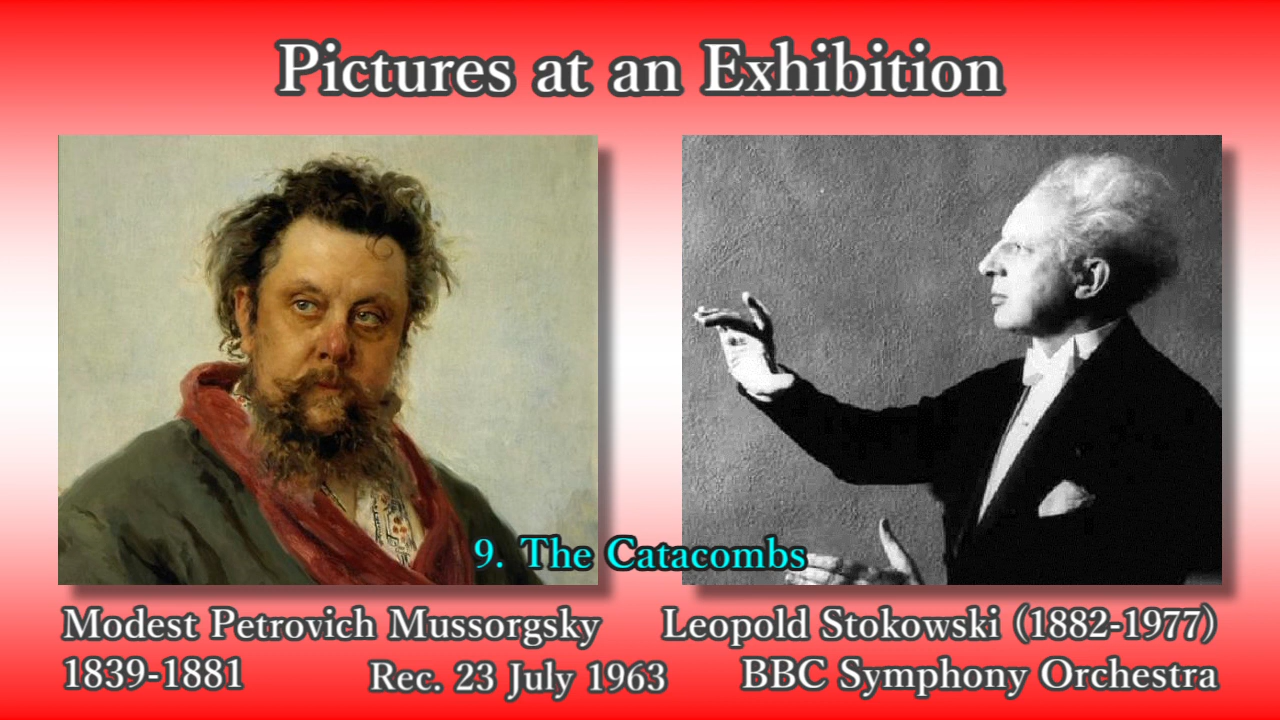 Pictures at an Exhibition
9. The Catacombs
Modest Petrovich Mussorgsky
1839-1881
Rec. 23 July 1963
Leopold Stokowski (1882-1977)
BBC Symphony Orchestra